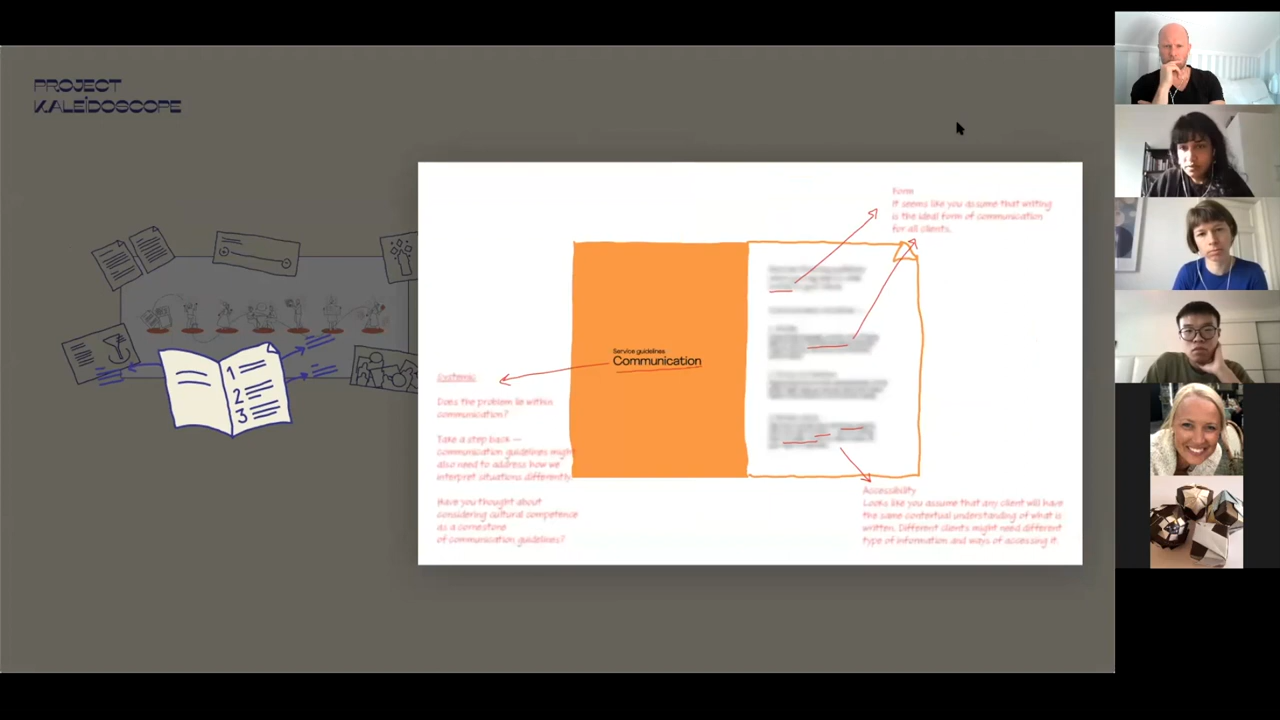 PROJECT
KALEIDOSCOPE
Form
It seems like you assume that writing
is the ideal form of communication
for all clients.
Service guidelines
Communication
Systemic
Does the problem lie within
communication?
Take a step back —
communication guidelines might
also need to address how we
interpret situations differently.
Have you thought about
considering cultural competence
as a cornerstone
of communication guidelines?
Accessibility
Looks like you assume that any client will have
the same contextual understanding of what is
written. Different clients might need different
type of information and ways of accessing it.
1
2
3